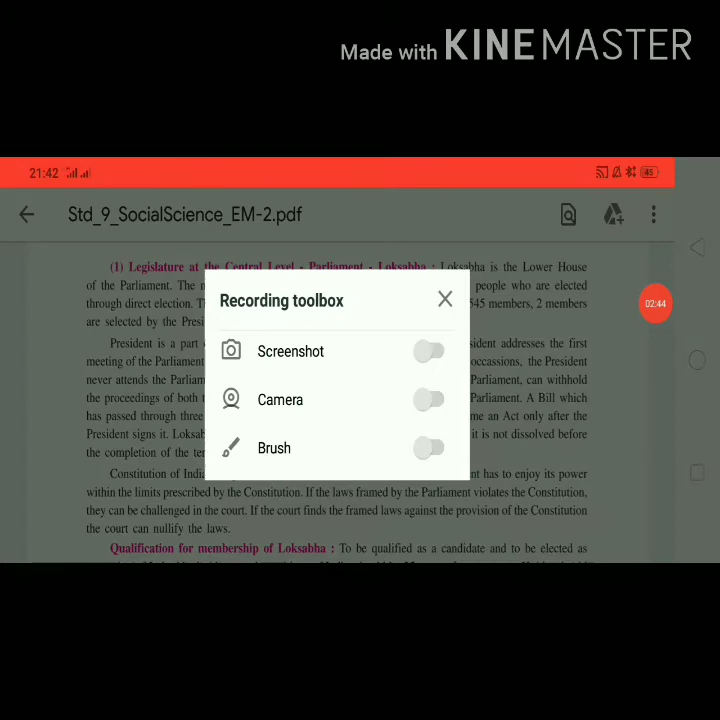 Made with KINEMASTER
21:42 45
Std_9_SocialScience_EM-2.pdf
(1) Legislature at the Central Level - Parliament - Loksabha : Loksabha is the Lower House
of the Parliament. The people who are elected
through direct election. 545 members, 2 members
are selected by the
Recording toolbox
02:44
President is a part addresses the first
meeting of the Parliament occassions, the President
Screenshot
never attends the Parliament, can withhold
the proceedings of both Parliament. A Bill which
Camera
has passed through three an Act only after the
President signs it. it is not dissolved before
Brush
the completion of the
Constitution of has to enjoy its power
within the limits prescribed by the Constitution. If the laws framed by the Parliament violates the Constitution,
they can be challenged in the court. If the court finds the framed laws against the provision of the Constitution
the court can nullify the laws.
Qualification for membership of Loksabha : To be qualified as a candidate and to be elected as